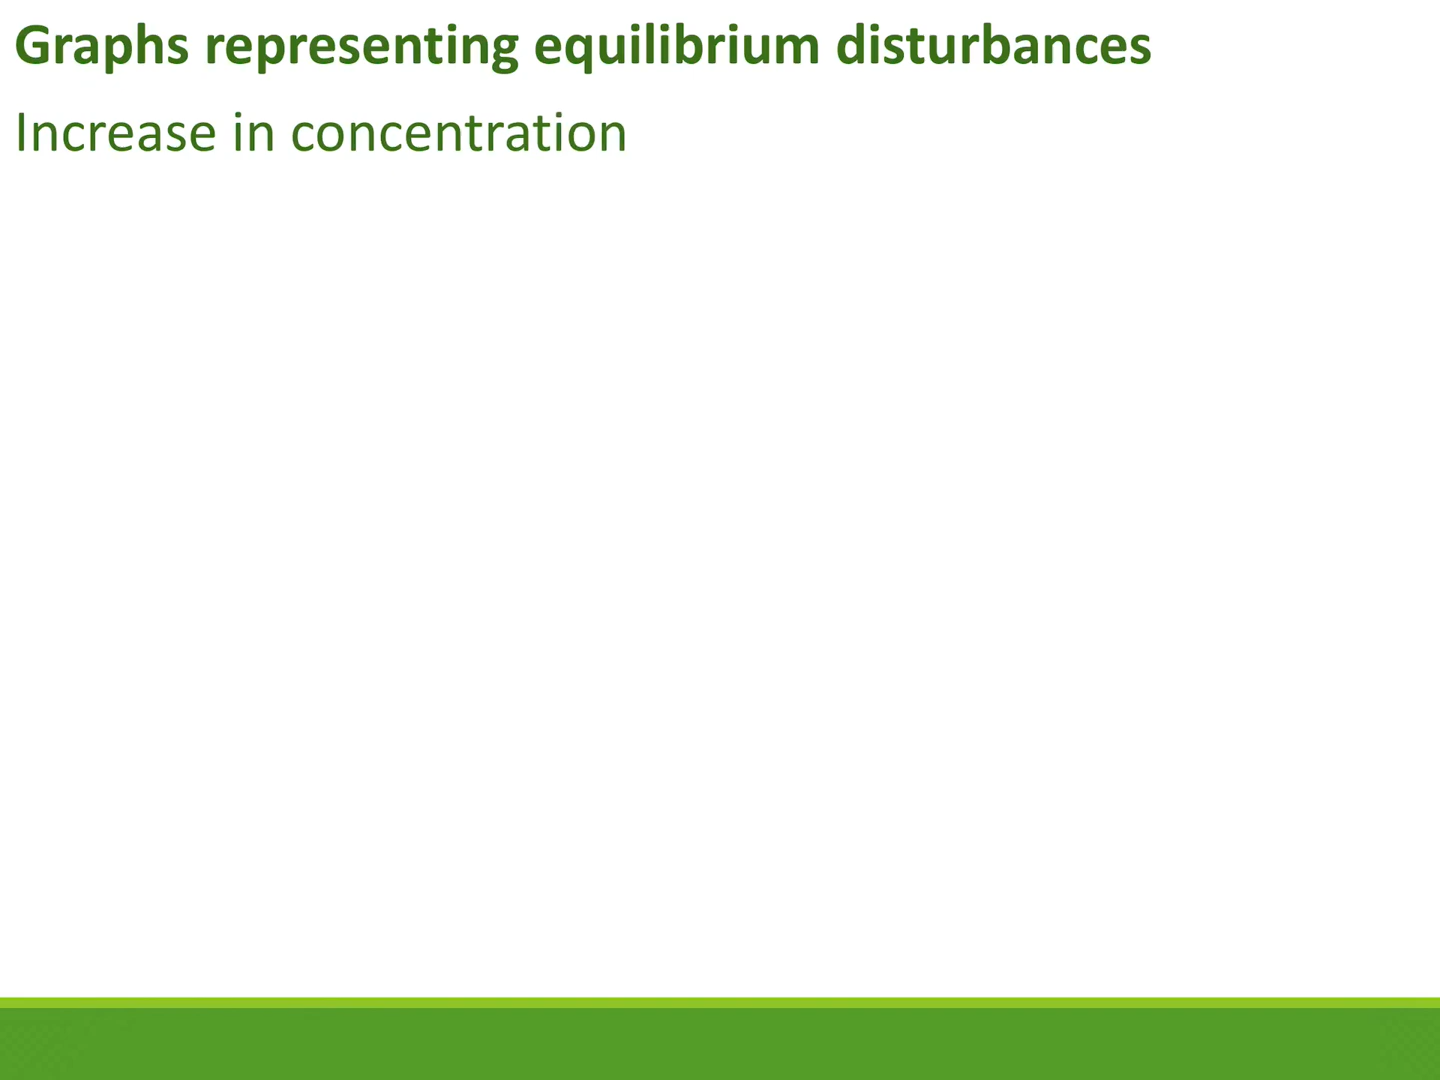 Graphs representing equilibrium disturbances
Increase in concentration